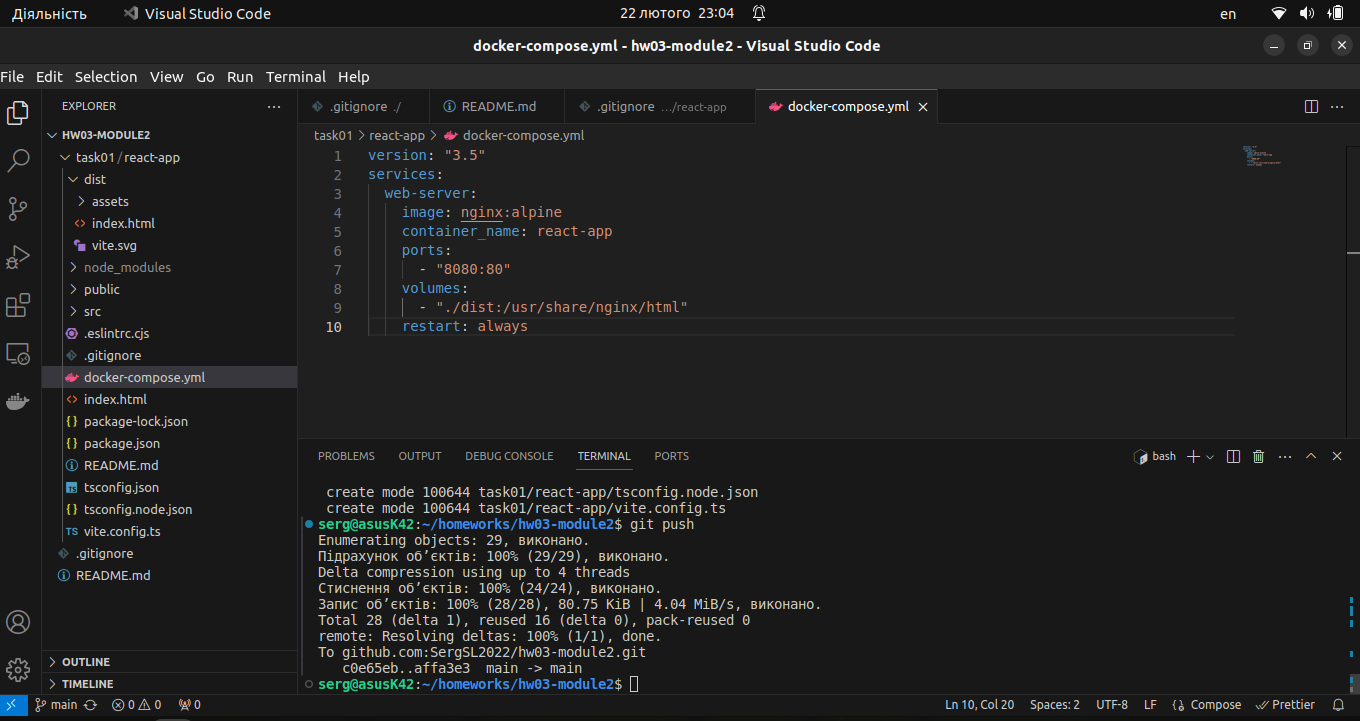 Діяльність
Visual Studio Code
22 лютого 23:04
en
docker-compose.yml - hw03-module2 - Visual Studio Code
File Edit Selection View Go Run Terminal Help
EXPLORER
HW03-MODULE2
task01 / react-app
dist
assets
index.html
vite.svg
node_modules
public
src
.eslintrc.cjs
.gitignore
docker-compose.yml
index.html
package-lock.json
package.json
README.md
tsconfig.json
tsconfig.node.json
vite.config.ts
.gitignore
README.md
OUTLINE
TIMELINE
.gitignore ./
README.md
.gitignore .../react-app
docker-compose.yml
task01 > react-app > docker-compose.yml
1 version: "3.5"
2 services:
3 web-server:
4 image: nginx:alpine
5 container_name: react-app
6 ports:
7 - "8080:80"
8 volumes:
9 - "./dist:/usr/share/nginx/html"
10 restart: always
PROBLEMS OUTPUT DEBUG CONSOLE TERMINAL PORTS
bash
create mode 100644 task01/react-app/tsconfig.node.json
create mode 100644 task01/react-app/vite.config.ts
serg@asusK42:~/homeworks/hw03-module2$ git push
Enumerating objects: 29, виконано.
Підрахунок об’єктів: 100% (29/29), виконано.
Delta compression using up to 4 threads
Стиснення об’єктів: 100% (24/24), виконано.
Запис об’єктів: 100% (28/28), 80.75 KiB | 4.04 MiB/s, виконано.
Total 28 (delta 1), reused 16 (delta 0), pack-reused 0
remote: Resolving deltas: 100% (1/1), done.
To github.com:SergSL2022/hw03-module2.git
c0e65eb..affa3e3 main -> main
serg@asusK42:~/homeworks/hw03-module2$
main
0 0
0
Ln 10, Col 20
Spaces: 2
UTF-8
LF
Compose
Prettier